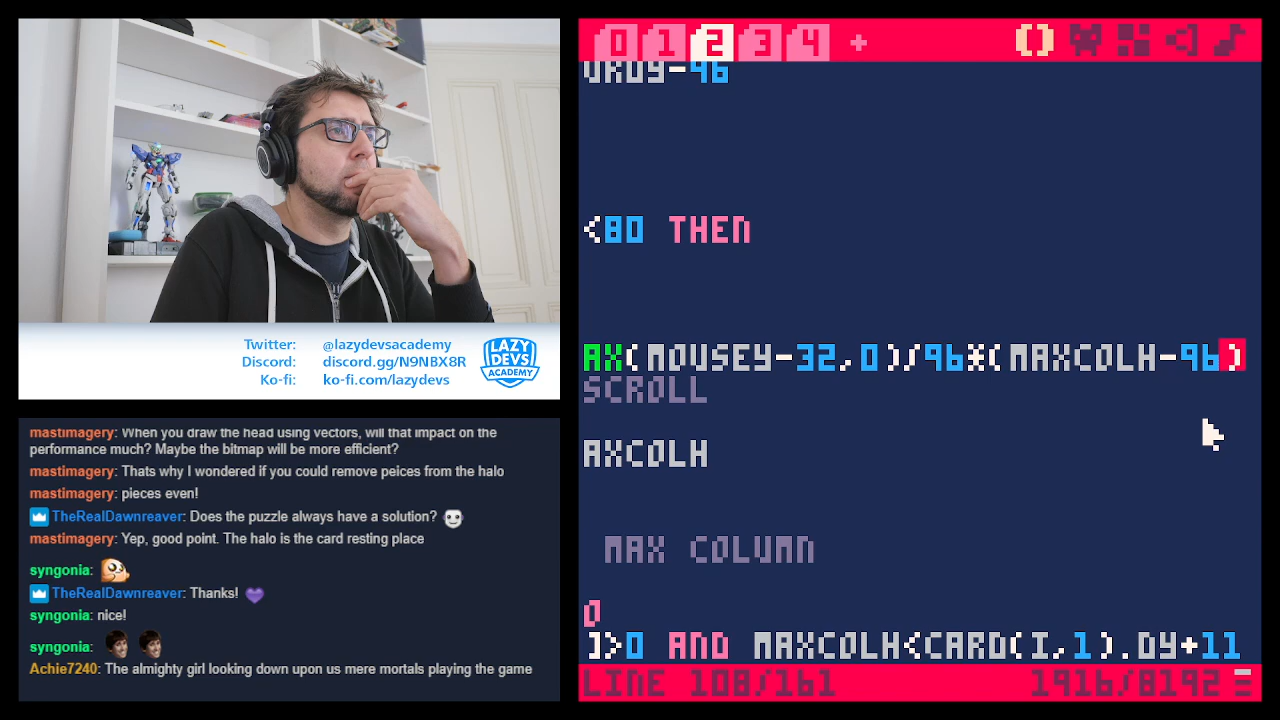 Twitter: @lazydevsacademy
Discord: discord.gg/N9NBX8R
Ko-fi: ko-fi.com/lazydevs
LAZY
DEVS
ACADEMY
mastimagery: When you draw the head using vectors, will that impact on the
performance much? Maybe the bitmap will be more efficient?
mastimagery: Thats why I wondered if you could remove peices from the halo
mastimagery: pieces even!
TheRealDawnreaver: Does the puzzle always have a solution?
mastimagery: Yep, good point. The halo is the card resting place
syngonia:
TheRealDawnreaver: Thanks!
syngonia: nice!
syngonia:
Achie7240: The almighty girl looking down upon us mere mortals playing the game
0 1 2 3 4 +
-96
<80 THEN
AX(MOUSEY-32,0)/96*(MAXCOLH-96)
SCROLL
AXCOLH
MAX COLUMN
]>0 AND MAXCOLH<CARD(I,1).DY+11
LINE 108/161
1916/8192